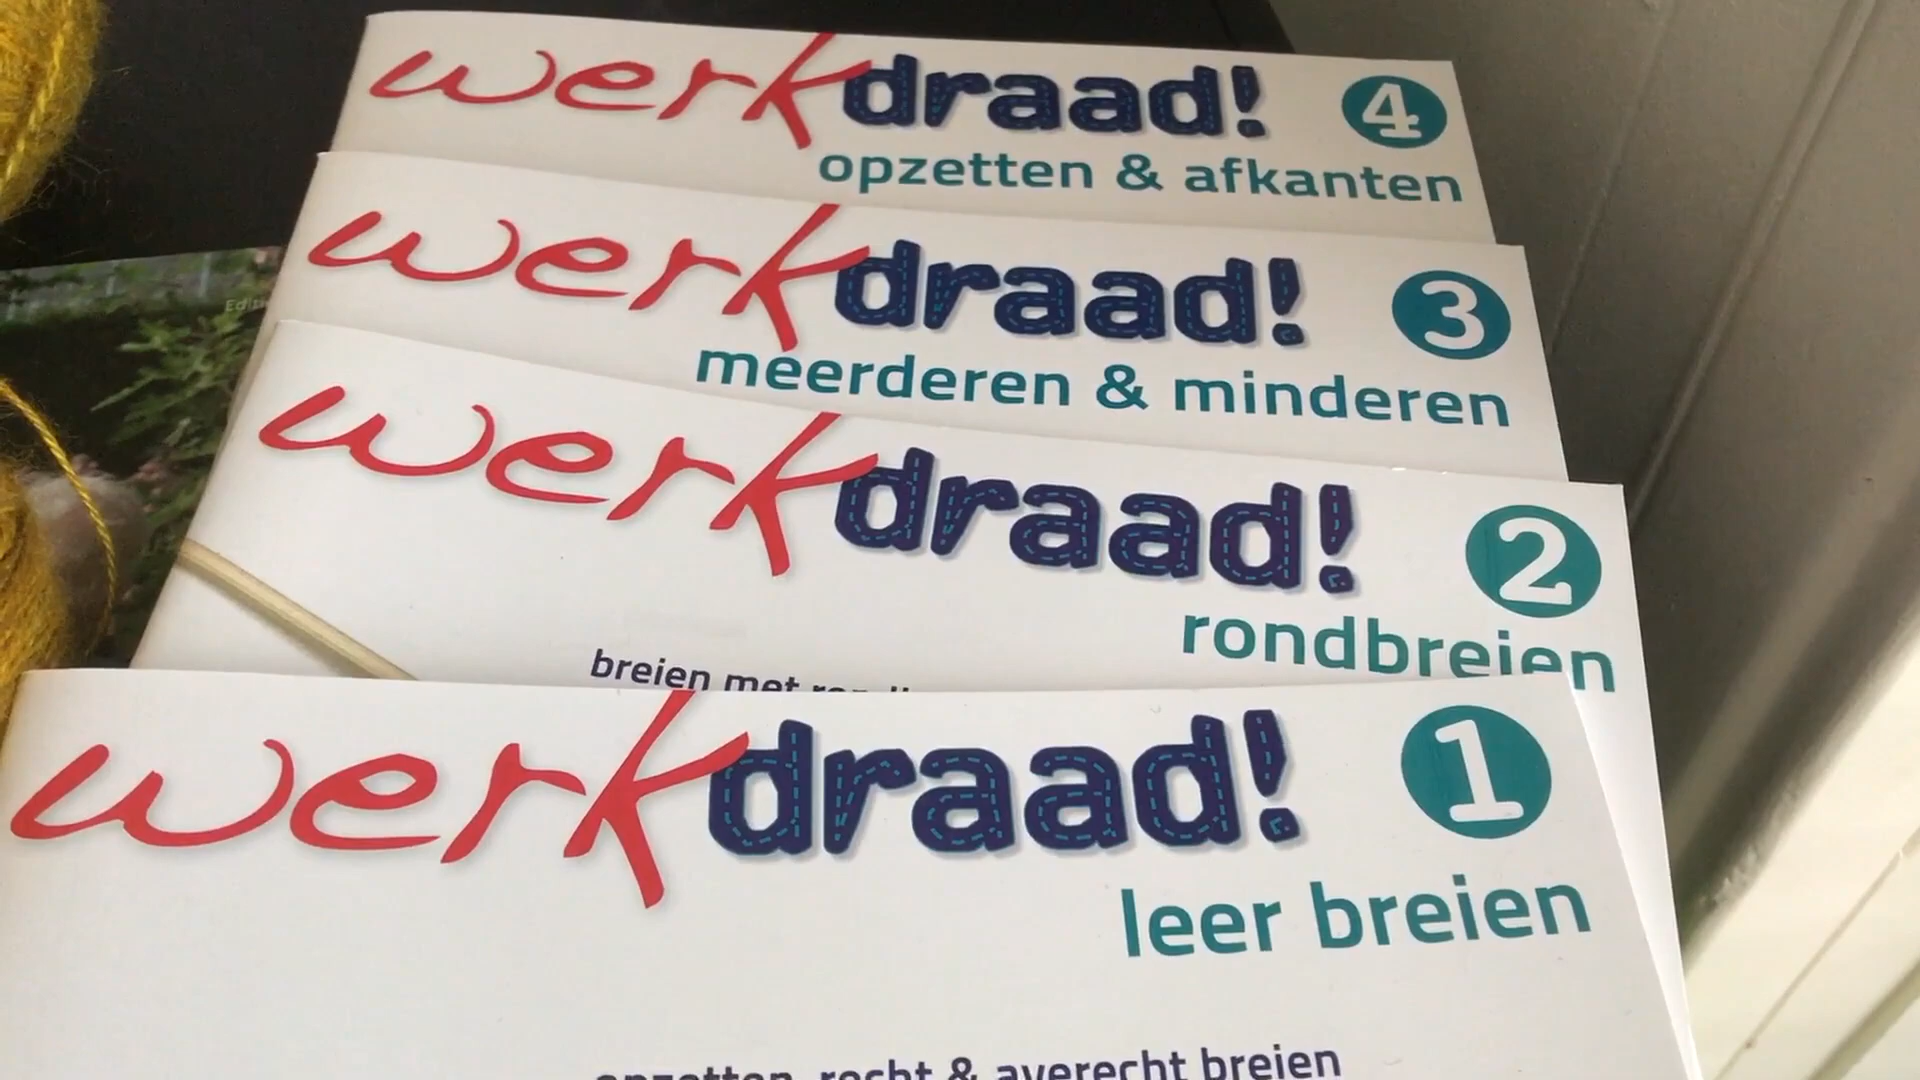 werkdraad! 4
opzetten & afkanten
werkdraad! 3
meerderen & minderen
werkdraad! 2
rondbreien
breien met
werkdraad! 1
leer breien
opzetten, recht & averecht breien